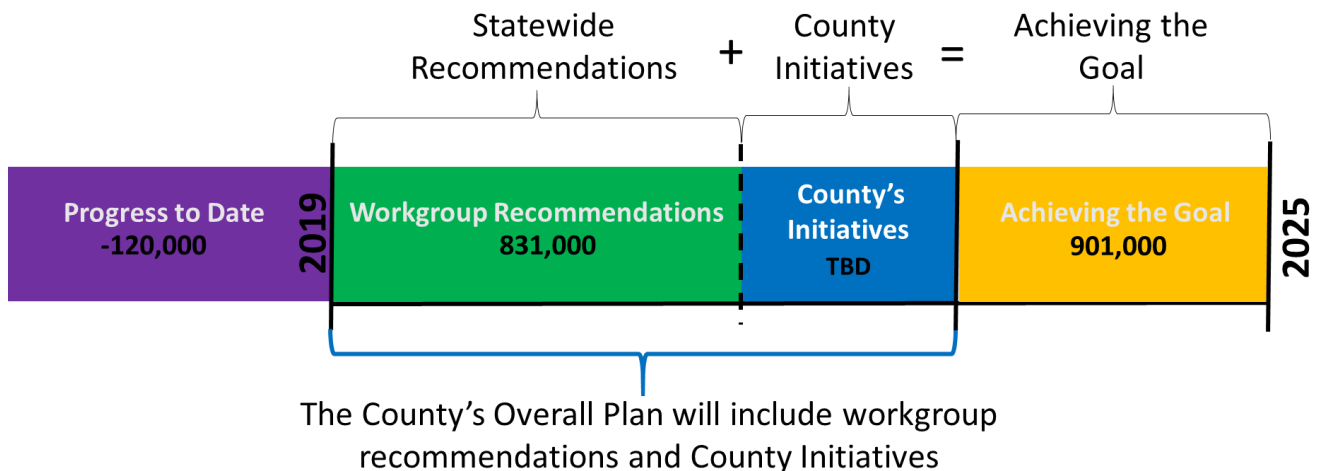 Statewide
Recommendations
+
County
Initiatives
=
Achieving the
Goal
Progress to Date
-120,000
2019
Workgroup Recommendations
831,000
County's
Initiatives
TBD
Achieving the Goal
901,000
2025
The County's Overall Plan will include workgroup
recommendations and County Initiatives